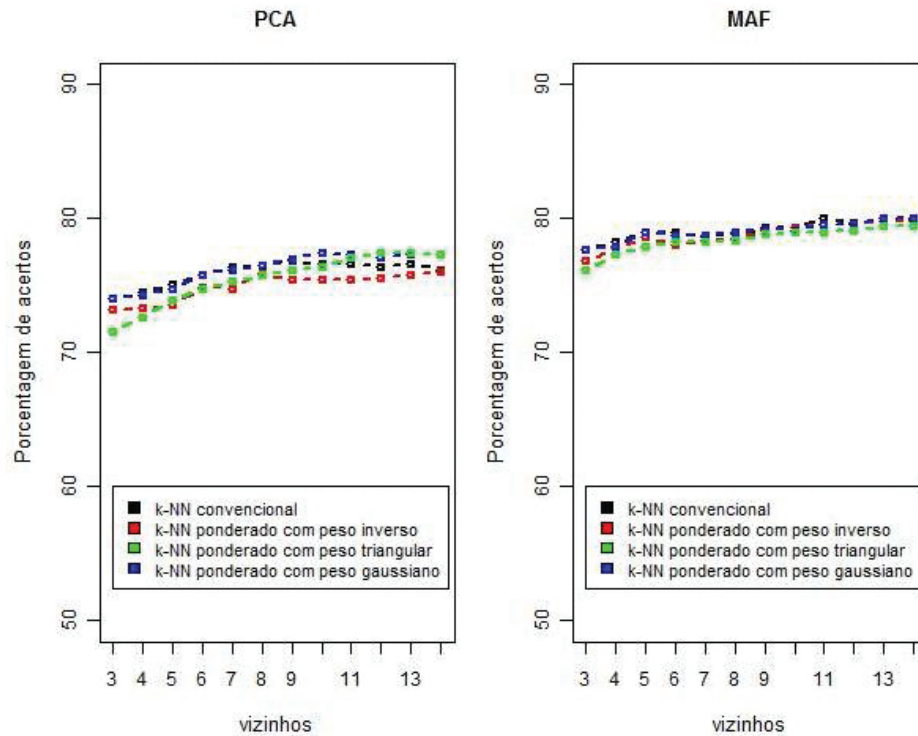 PCA
Porcentagem de acertos
90
80
70
60
50
k-NN convencional
k-NN ponderado com peso inverso
k-NN ponderado com peso triangular
k-NN ponderado com peso gaussiano
3 4 5 6 7 8 9 11 13
vizinhos
MAF
Porcentagem de acertos
90
80
70
60
50
k-NN convencional
k-NN ponderado com peso inverso
k-NN ponderado com peso triangular
k-NN ponderado com peso gaussiano
3 4 5 6 7 8 9 11 13
vizinhos